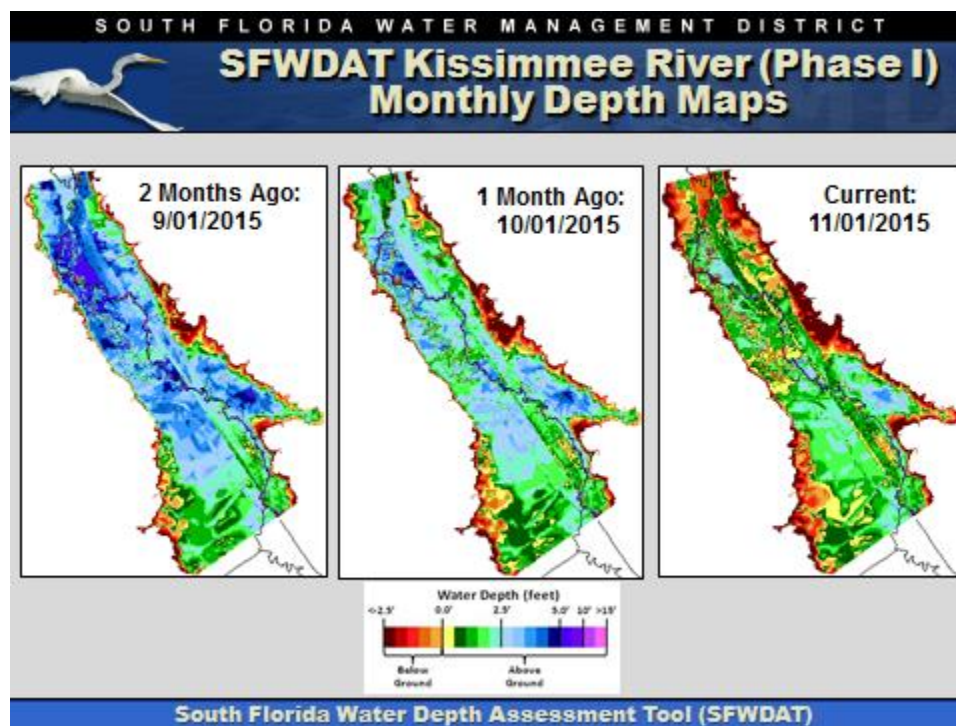 SOUTH FLORIDA WATER MANAGEMENT DISTRICT
SFWDAT Kissimmee River (Phase I)
Monthly Depth Maps
2 Months Ago:
9/01/2015
1 Month Ago:
10/01/2015
Current:
11/01/2015
Water Depth (feet)
<-2.5' 0.0' 2.5' 5.0' 10' >15'
Below
Ground
Above
Ground
South Florida Water Depth Assessment Tool (SFWDAT)